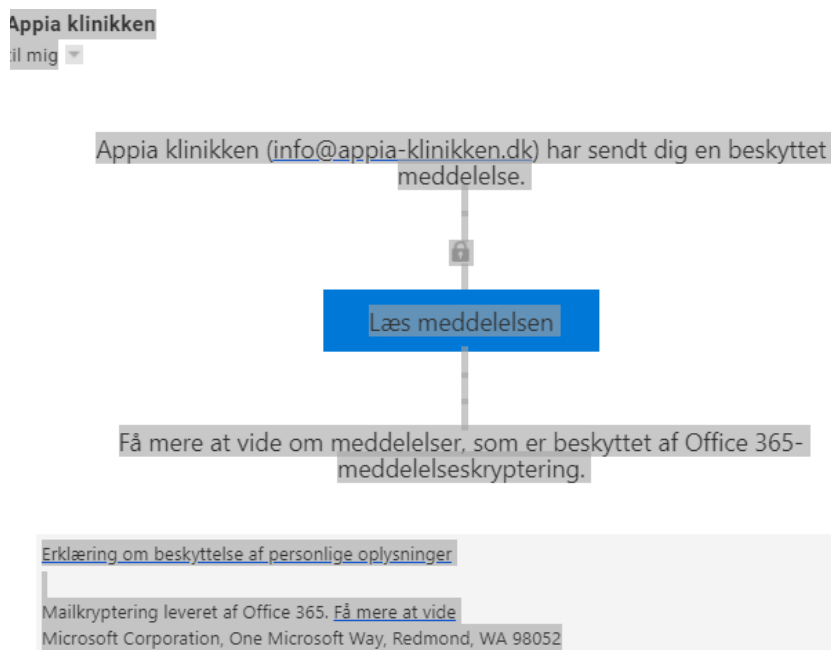 Appia klinikken
til mig
Appia klinikken (info@appia-klinikken.dk) har sendt dig en beskyttet
meddelelse.
Læs meddelelsen
Få mere at vide om meddelelser, som er beskyttet af Office 365-
meddelelseskryptering.
Erklæring om beskyttelse af personlige oplysninger
Mailkryptering leveret af Office 365. Få mere at vide
Microsoft Corporation, One Microsoft Way, Redmond, WA 98052